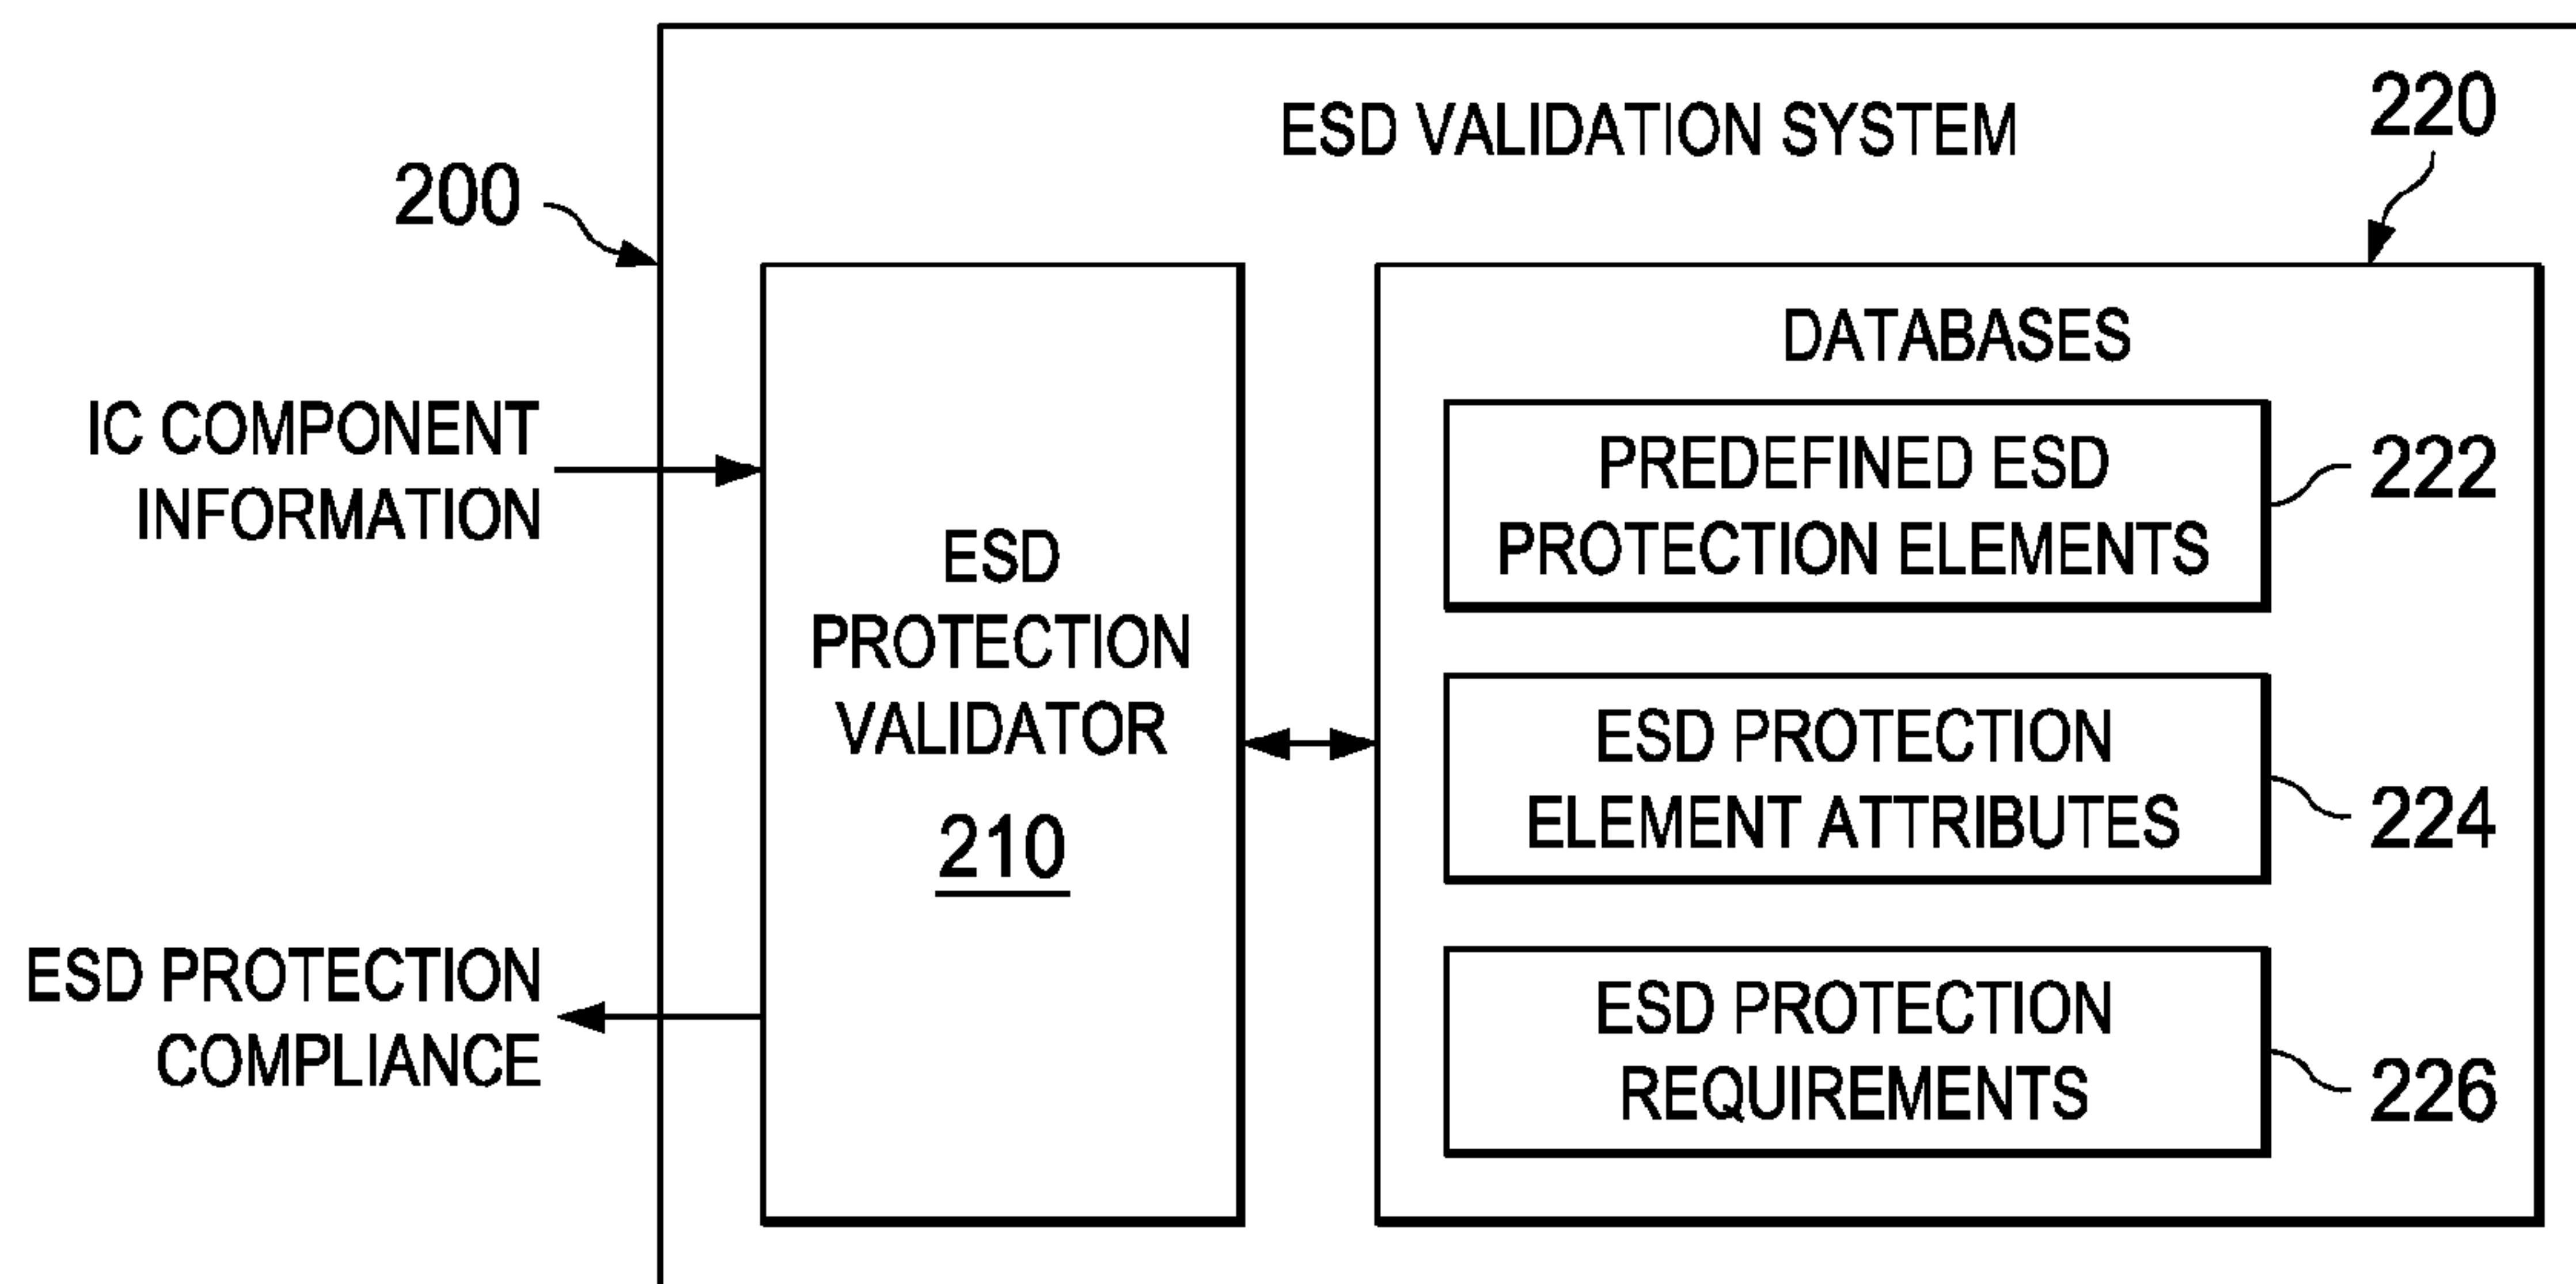 ESD VALIDATION SYSTEM
220
200
DATABASES
IC COMPONENT
INFORMATION
PREDEFINED ESD
PROTECTION ELEMENTS
222
ESD
PROTECTION
VALIDATOR
210
ESD PROTECTION
ELEMENT ATTRIBUTES
224
ESD PROTECTION
COMPLIANCE
ESD PROTECTION
REQUIREMENTS
226